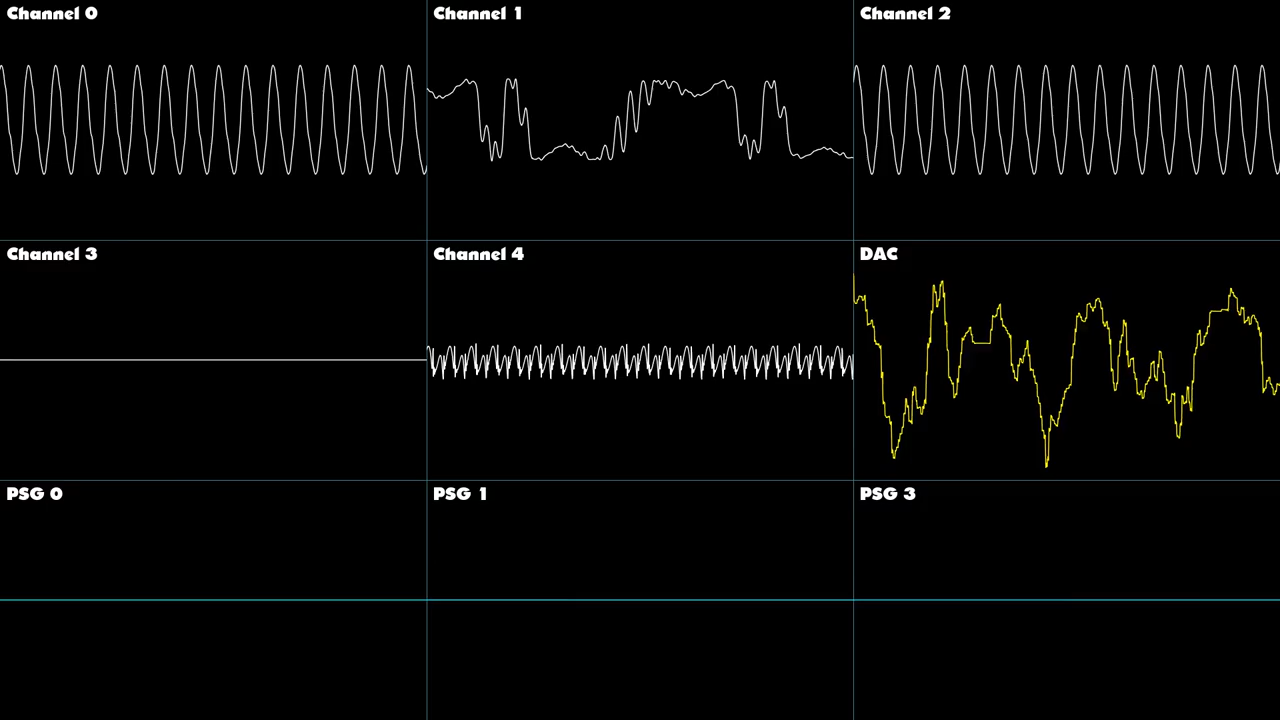 Channel 0
Channel 1
Channel 2
Channel 3
Channel 4
DAC
PSG 0
PSG 1
PSG 3